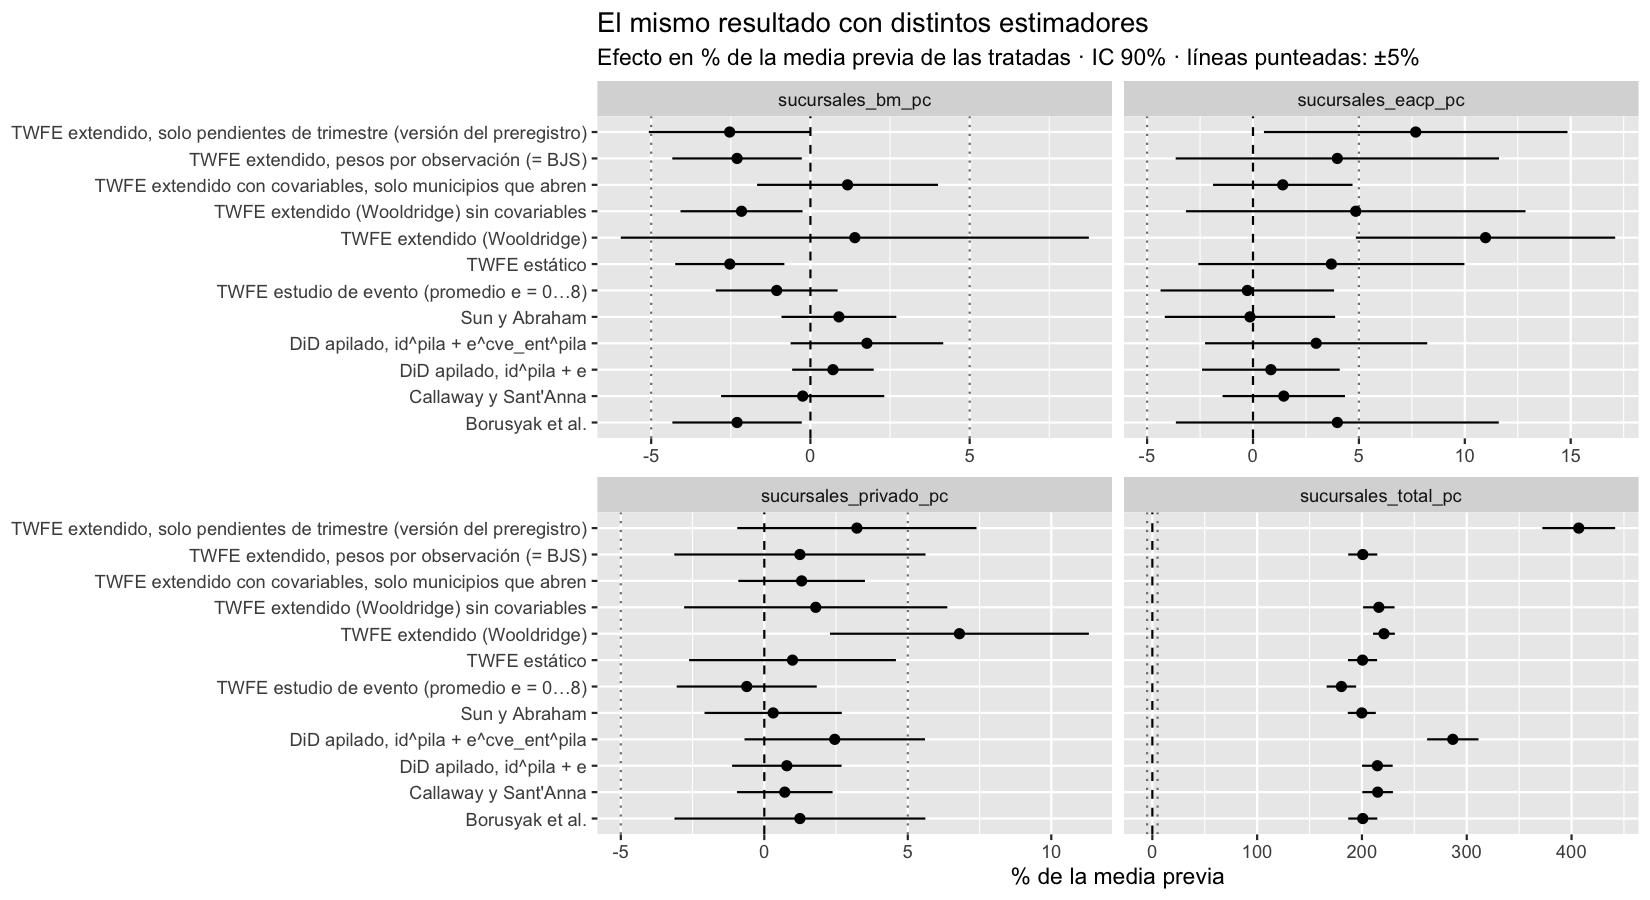 El mismo resultado con distintos estimadores
Efecto en % de la media previa de las tratadas · IC 90% · líneas punteadas: ±5%
sucursales_bm_pc
sucursales_eacp_pc
TWFE extendido, solo pendientes de trimestre (versión del preregistro)
TWFE extendido, pesos por observación (= BJS)
TWFE extendido con covariables, solo municipios que abren
TWFE extendido (Wooldridge) sin covariables
TWFE extendido (Wooldridge)
TWFE estático
TWFE estudio de evento (promedio e = 0…8)
Sun y Abraham
DiD apilado, id^pila + e^cve_ent^pila
DiD apilado, id^pila + e
Callaway y Sant'Anna
Borusyak et al.
-5 0 5
-5 0 5 10 15
sucursales_privado_pc
sucursales_total_pc
TWFE extendido, solo pendientes de trimestre (versión del preregistro)
TWFE extendido, pesos por observación (= BJS)
TWFE extendido con covariables, solo municipios que abren
TWFE extendido (Wooldridge) sin covariables
TWFE extendido (Wooldridge)
TWFE estático
TWFE estudio de evento (promedio e = 0…8)
Sun y Abraham
DiD apilado, id^pila + e^cve_ent^pila
DiD apilado, id^pila + e
Callaway y Sant'Anna
Borusyak et al.
-5 0 5 10
0 100 200 300 400
% de la media previa